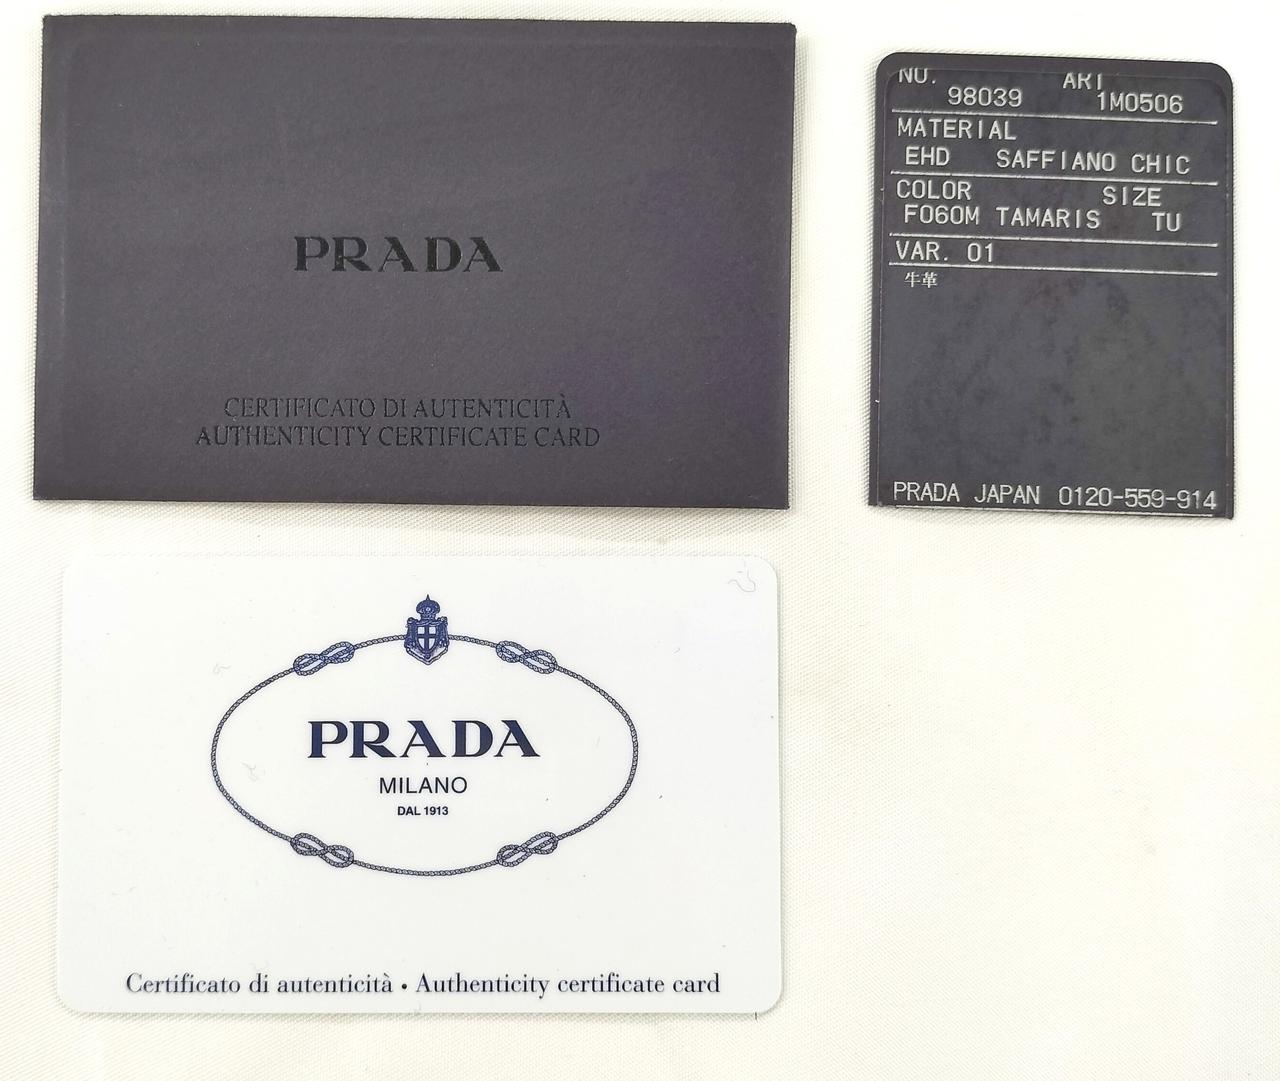 PRADA
CERTIFICATO DI AUTENTICITÀ
AUTHENTICITY CERTIFICATE CARD
NO. ART
98039 1M0506
MATERIAL
EHD SAFFIANO CHIC
COLOR SIZE
F060M TAMARIS TU
VAR. 01
牛革
PRADA JAPAN 0120-559-914
PRADA
MILANO
DAL 1913
Certificato di autenticità • Authenticity certificate card